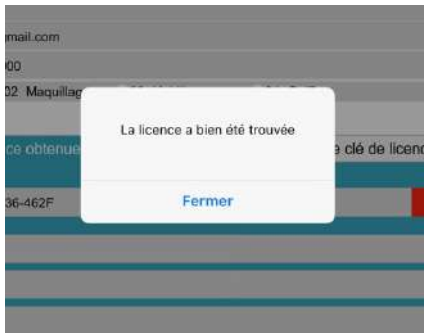 mail.com
00
02 Maquillag
La licence a bien été trouvée
ce obtenue
e clé de licenc
36-462F
Fermer